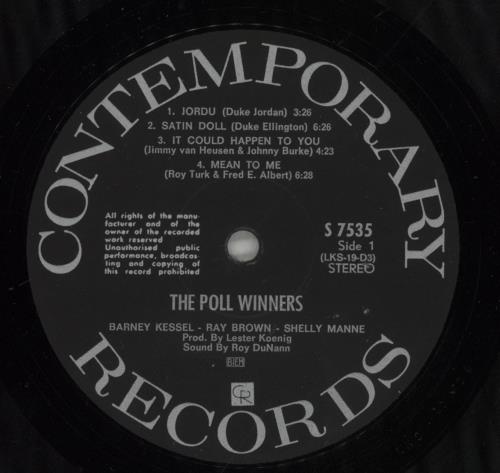 CONTEMPORARY
1. JORDU (Duke Jordan) 3:26
2. SATIN DOLL (Duke Ellington) 6:26
3. IT COULD HAPPEN TO YOU
(Jimmy van Heusen & Johnny Burke) 4:23
4. MEAN TO ME
(Roy Turk & Fred E. Albert) 6:28
All rights of the manu-
facturer and of the
owner of the recorded
work reserved
Unauthorised public
performance, broadcas-
ting and copying of
this record prohibited
S 7535
Side 1
(LKS-19-D3)
STEREO
THE POLL WINNERS
BARNEY KESSEL - RAY BROWN - SHELLY MANNE
Prod. By Lester Koenig
Sound By Roy DuNann
BIEM
CR
RECORDS